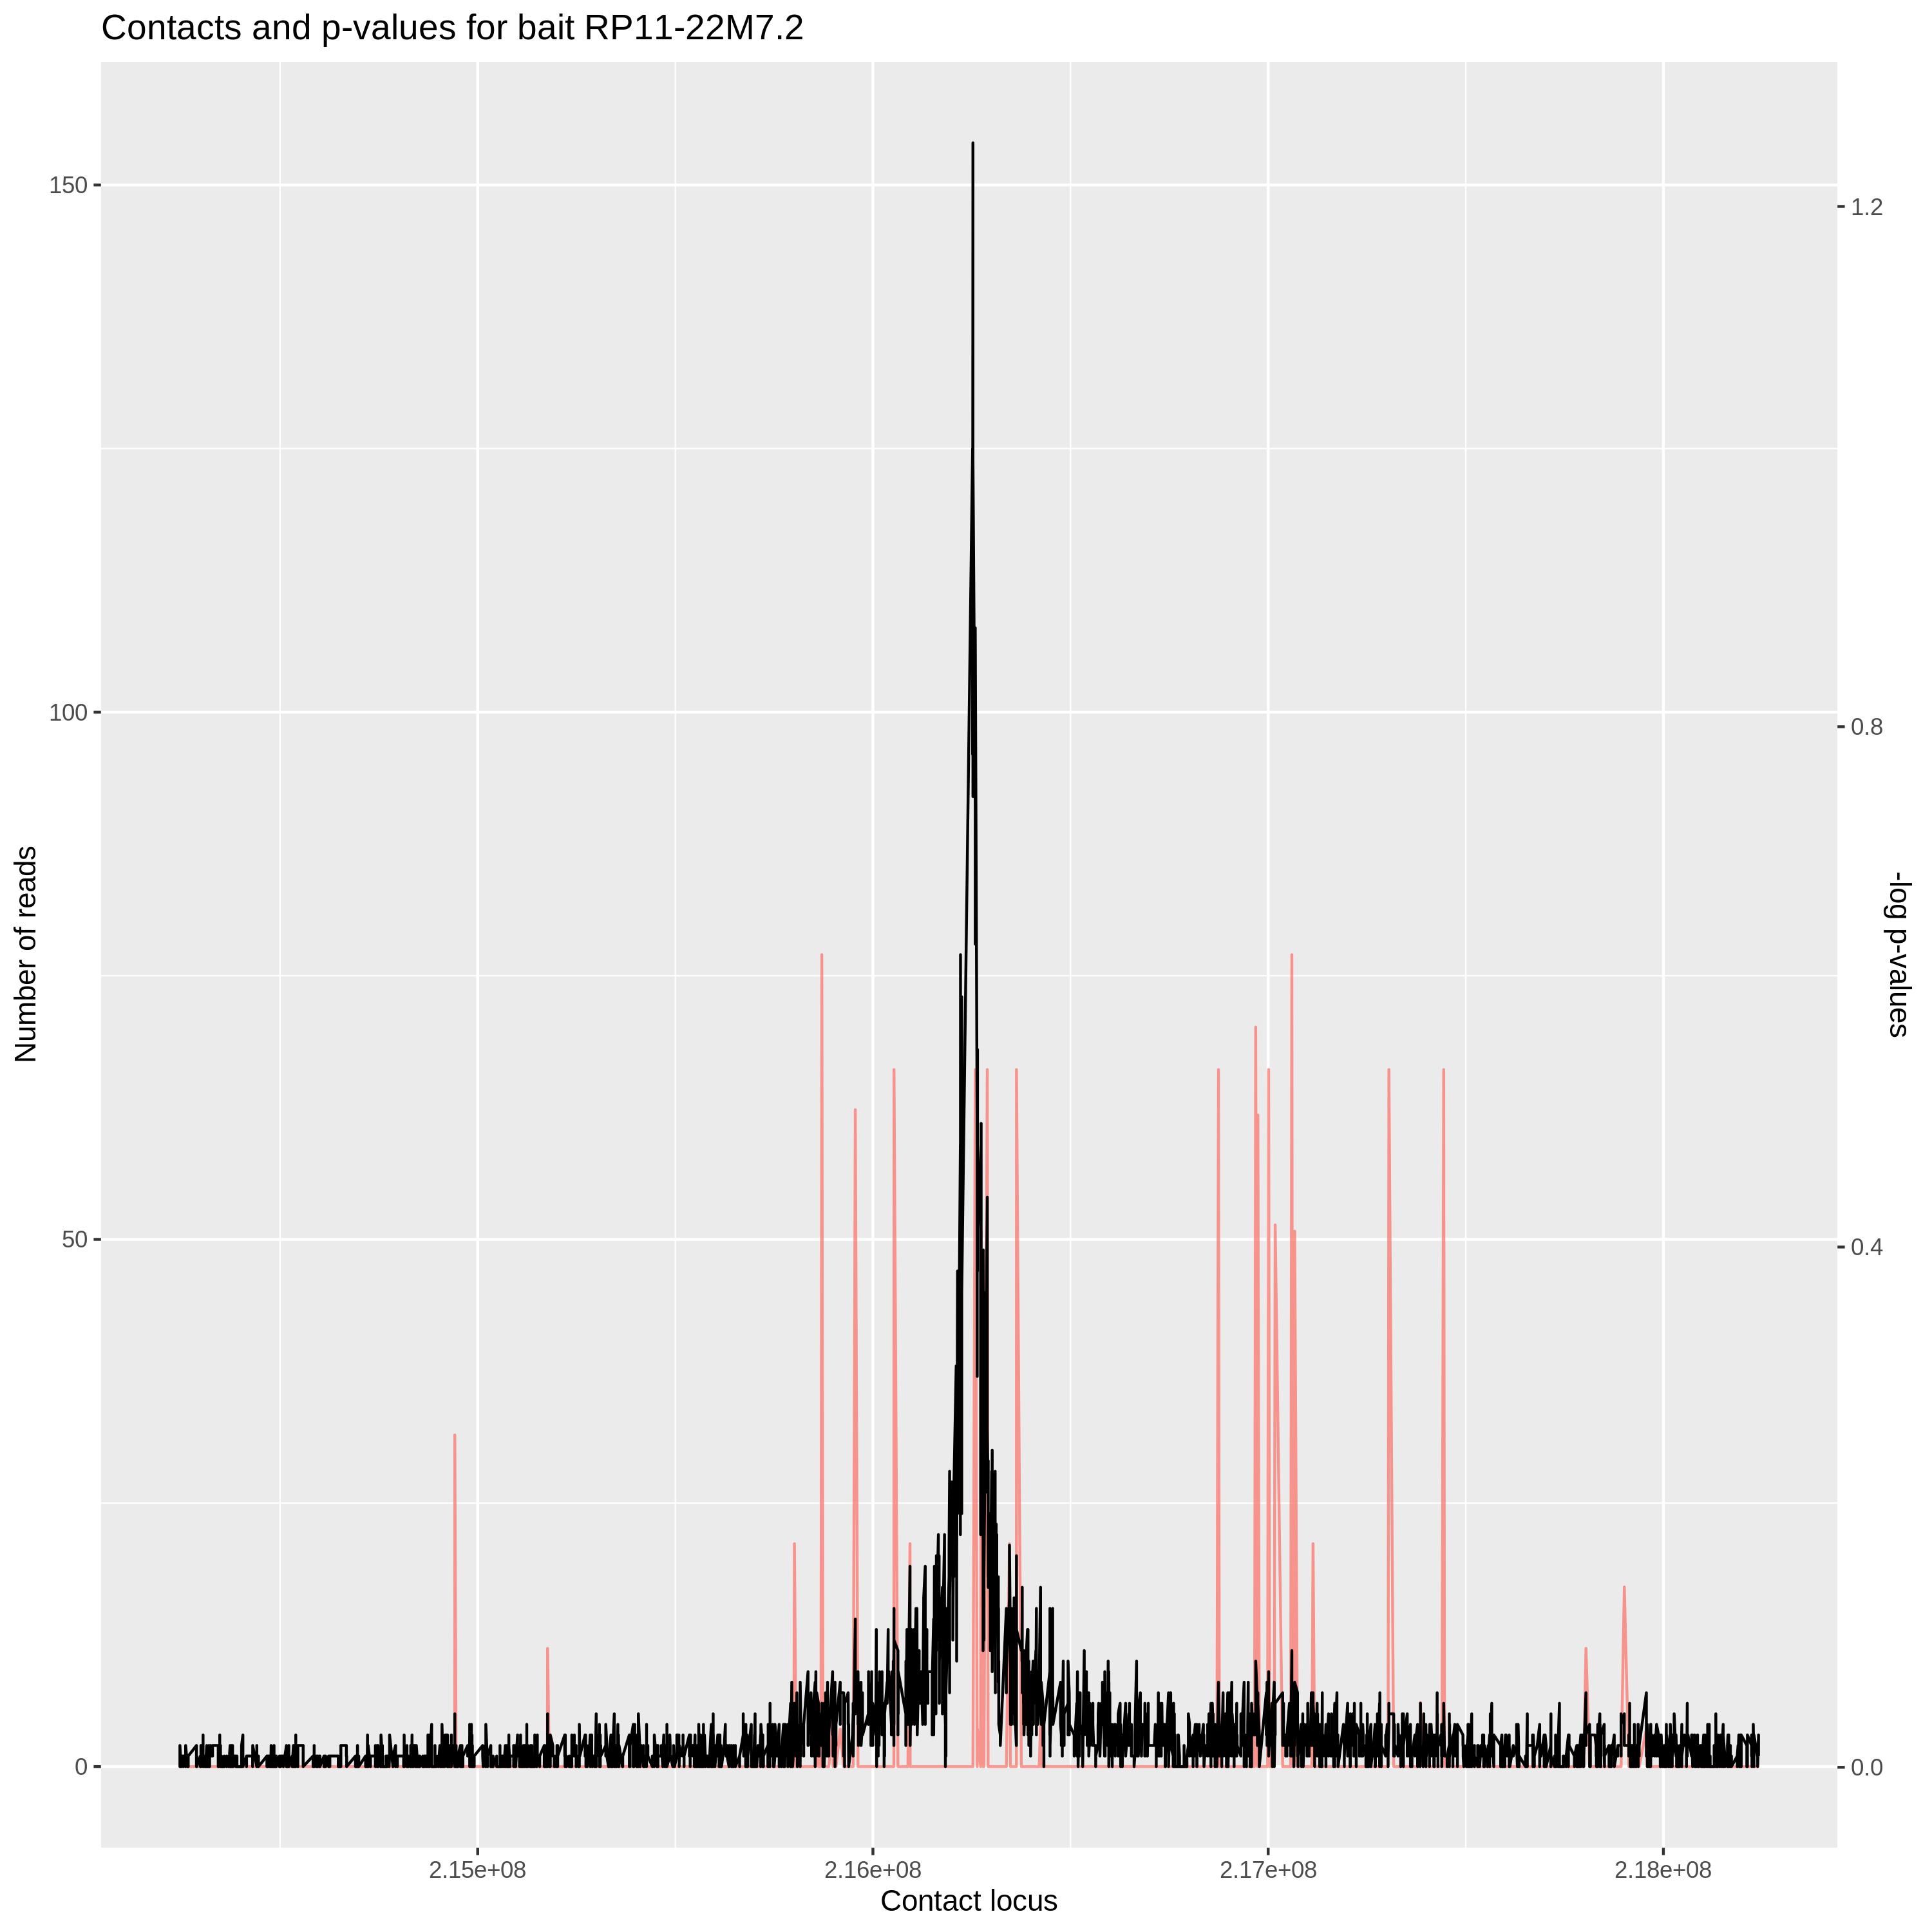 Contacts and p-values for bait RP11-22M7.2
150
100
50
0
Number of reads
1.2
0.8
0.4
0.0
-log p-values
2.15e+08
2.16e+08
2.17e+08
2.18e+08
Contact locus